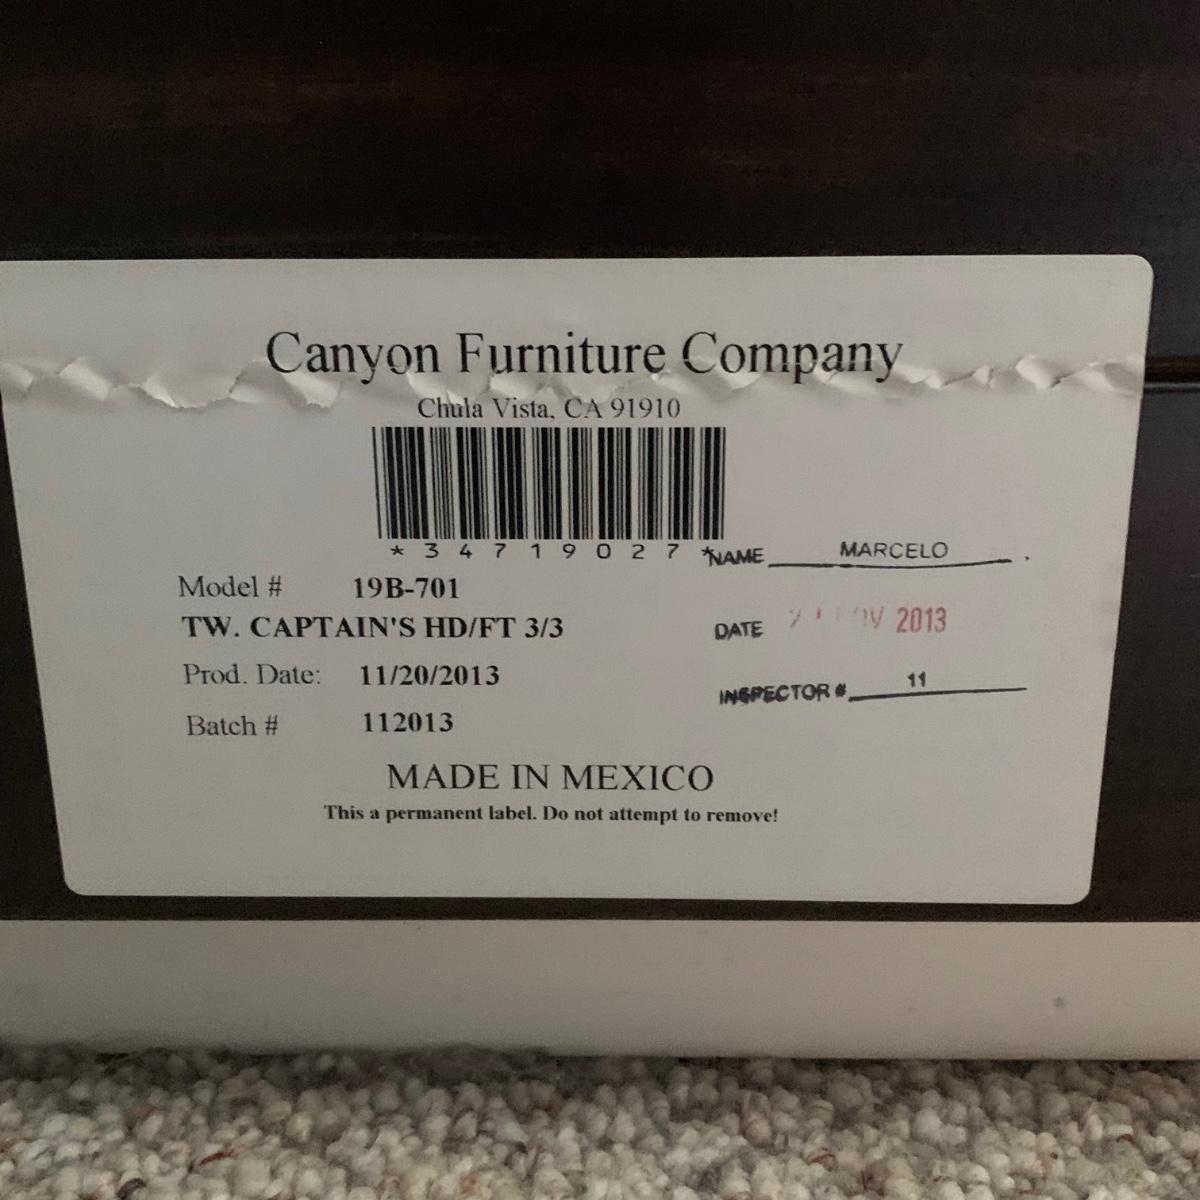 Canyon Furniture Company
Chula Vista, CA 91910
*34719027*
NAME MARCELO
Model # 19B-701
TW. CAPTAIN'S HD/FT 3/3
DATE 2013
Prod. Date: 11/20/2013
INSPECTOR # 11
Batch # 112013
MADE IN MEXICO
This a permanent label. Do not attempt to remove!